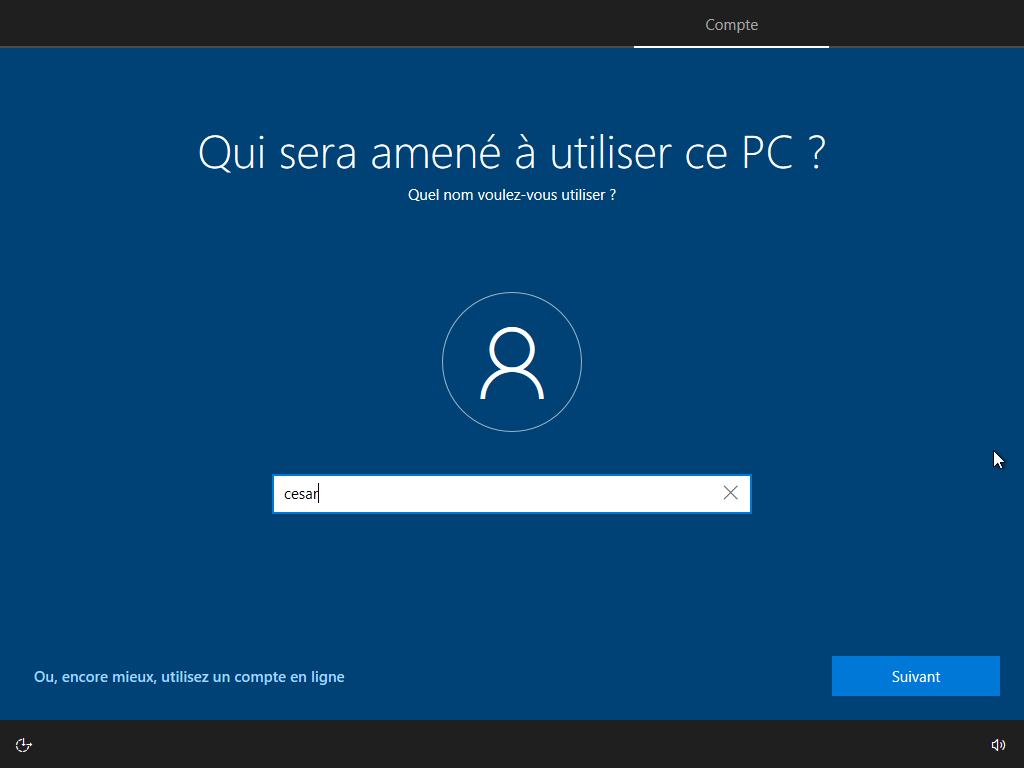 Compte
Qui sera amené à utiliser ce PC ?
Quel nom voulez-vous utiliser ?
cesar
Ou, encore mieux, utilisez un compte en ligne
Suivant